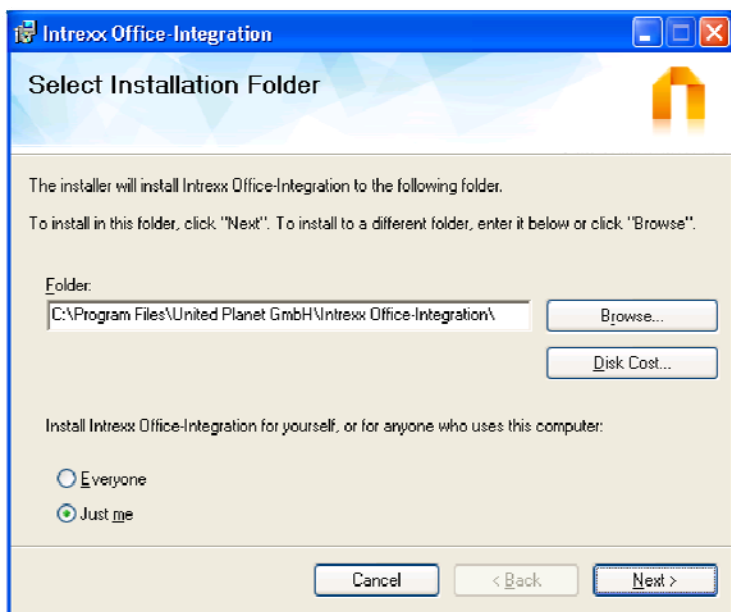 Intrexx Office-Integration
Select Installation Folder
The installer will install Intrexx Office-Integration to the following folder.
To install in this folder, click "Next". To install to a different folder, enter it below or click "Browse".
Folder:
C:\Program Files\United Planet GmbH\Intrexx Office-Integration\
Browse...
Disk Cost...
Install Intrexx Office-Integration for yourself, or for anyone who uses this computer:
Everyone
Just me
Cancel
< Back
Next >